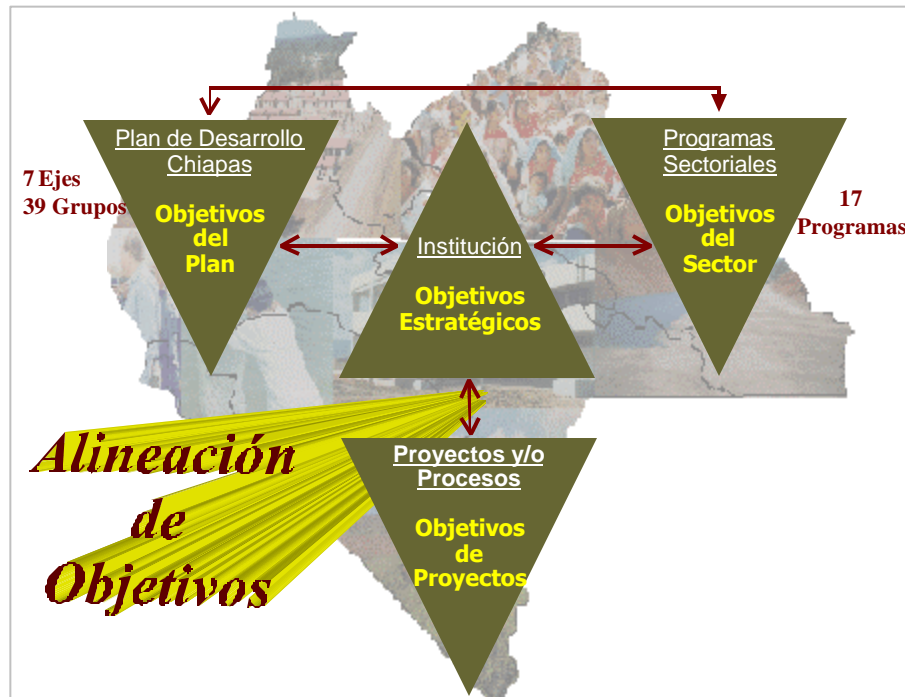 Plan de Desarrollo
Chiapas
Objetivos
del
Plan
7 Ejes
39 Grupos
Institución
Objetivos
Estratégicos
Programas
Sectoriales
Objetivos
del
Sector
17
Programas
Alineación
de
Objetivos
Proyectos y/o
Procesos
Objetivos
de
Proyectos